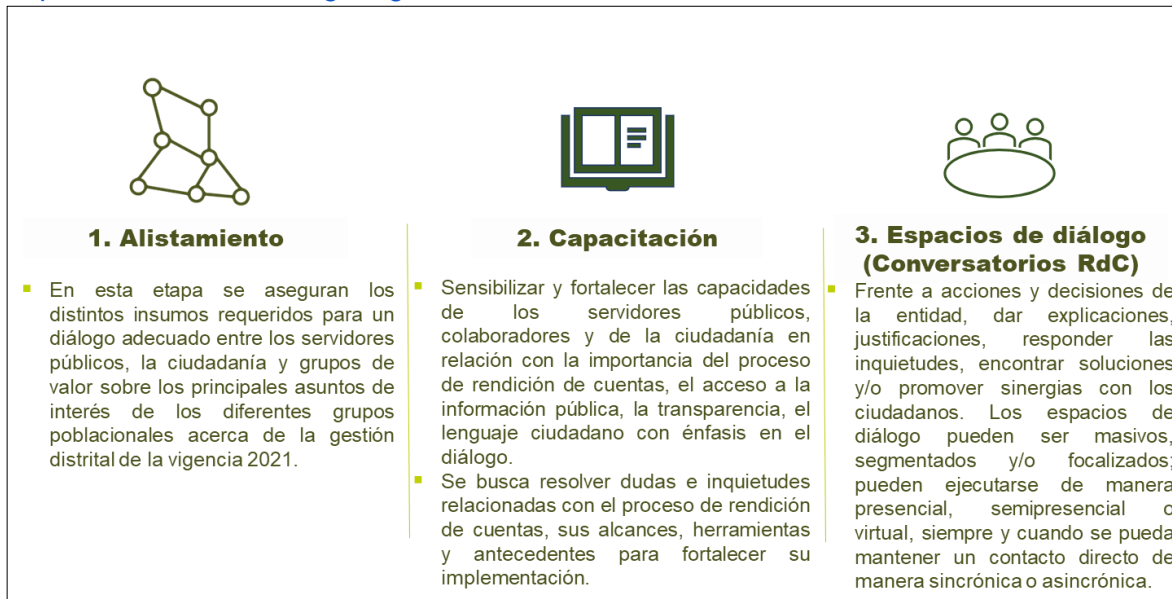 1. Alistamiento
En esta etapa se aseguran los
distintos insumos requeridos para un
diálogo adecuado entre los servidores
públicos, la ciudadanía y grupos de
valor sobre los principales asuntos de
interés de los diferentes grupos
poblacionales acerca de la gestión
distrital de la vigencia 2021.
2. Capacitación
Sensibilizar y fortalecer las capacidades
de los servidores públicos,
colaboradores y de la ciudadanía en
relación con la importancia del proceso
de rendición de cuentas, el acceso a la
información pública, la transparencia, el
lenguaje ciudadano con énfasis en el
diálogo.
Se busca resolver dudas e inquietudes
relacionadas con el proceso de rendición
de cuentas, sus alcances, herramientas
y antecedentes para fortalecer su
implementación.
3. Espacios de diálogo
(Conversatorios RdC)
Frente a acciones y decisiones de
la entidad, dar explicaciones,
justificaciones, responder las
inquietudes, encontrar soluciones
y/o promover sinergias con los
ciudadanos. Los espacios de
diálogo pueden ser masivos,
segmentados y/o focalizados;
pueden ejecutarse de manera
presencial, semipresencial o
virtual, siempre y cuando se pueda
mantener un contacto directo de
manera sincrónica o asincrónica.